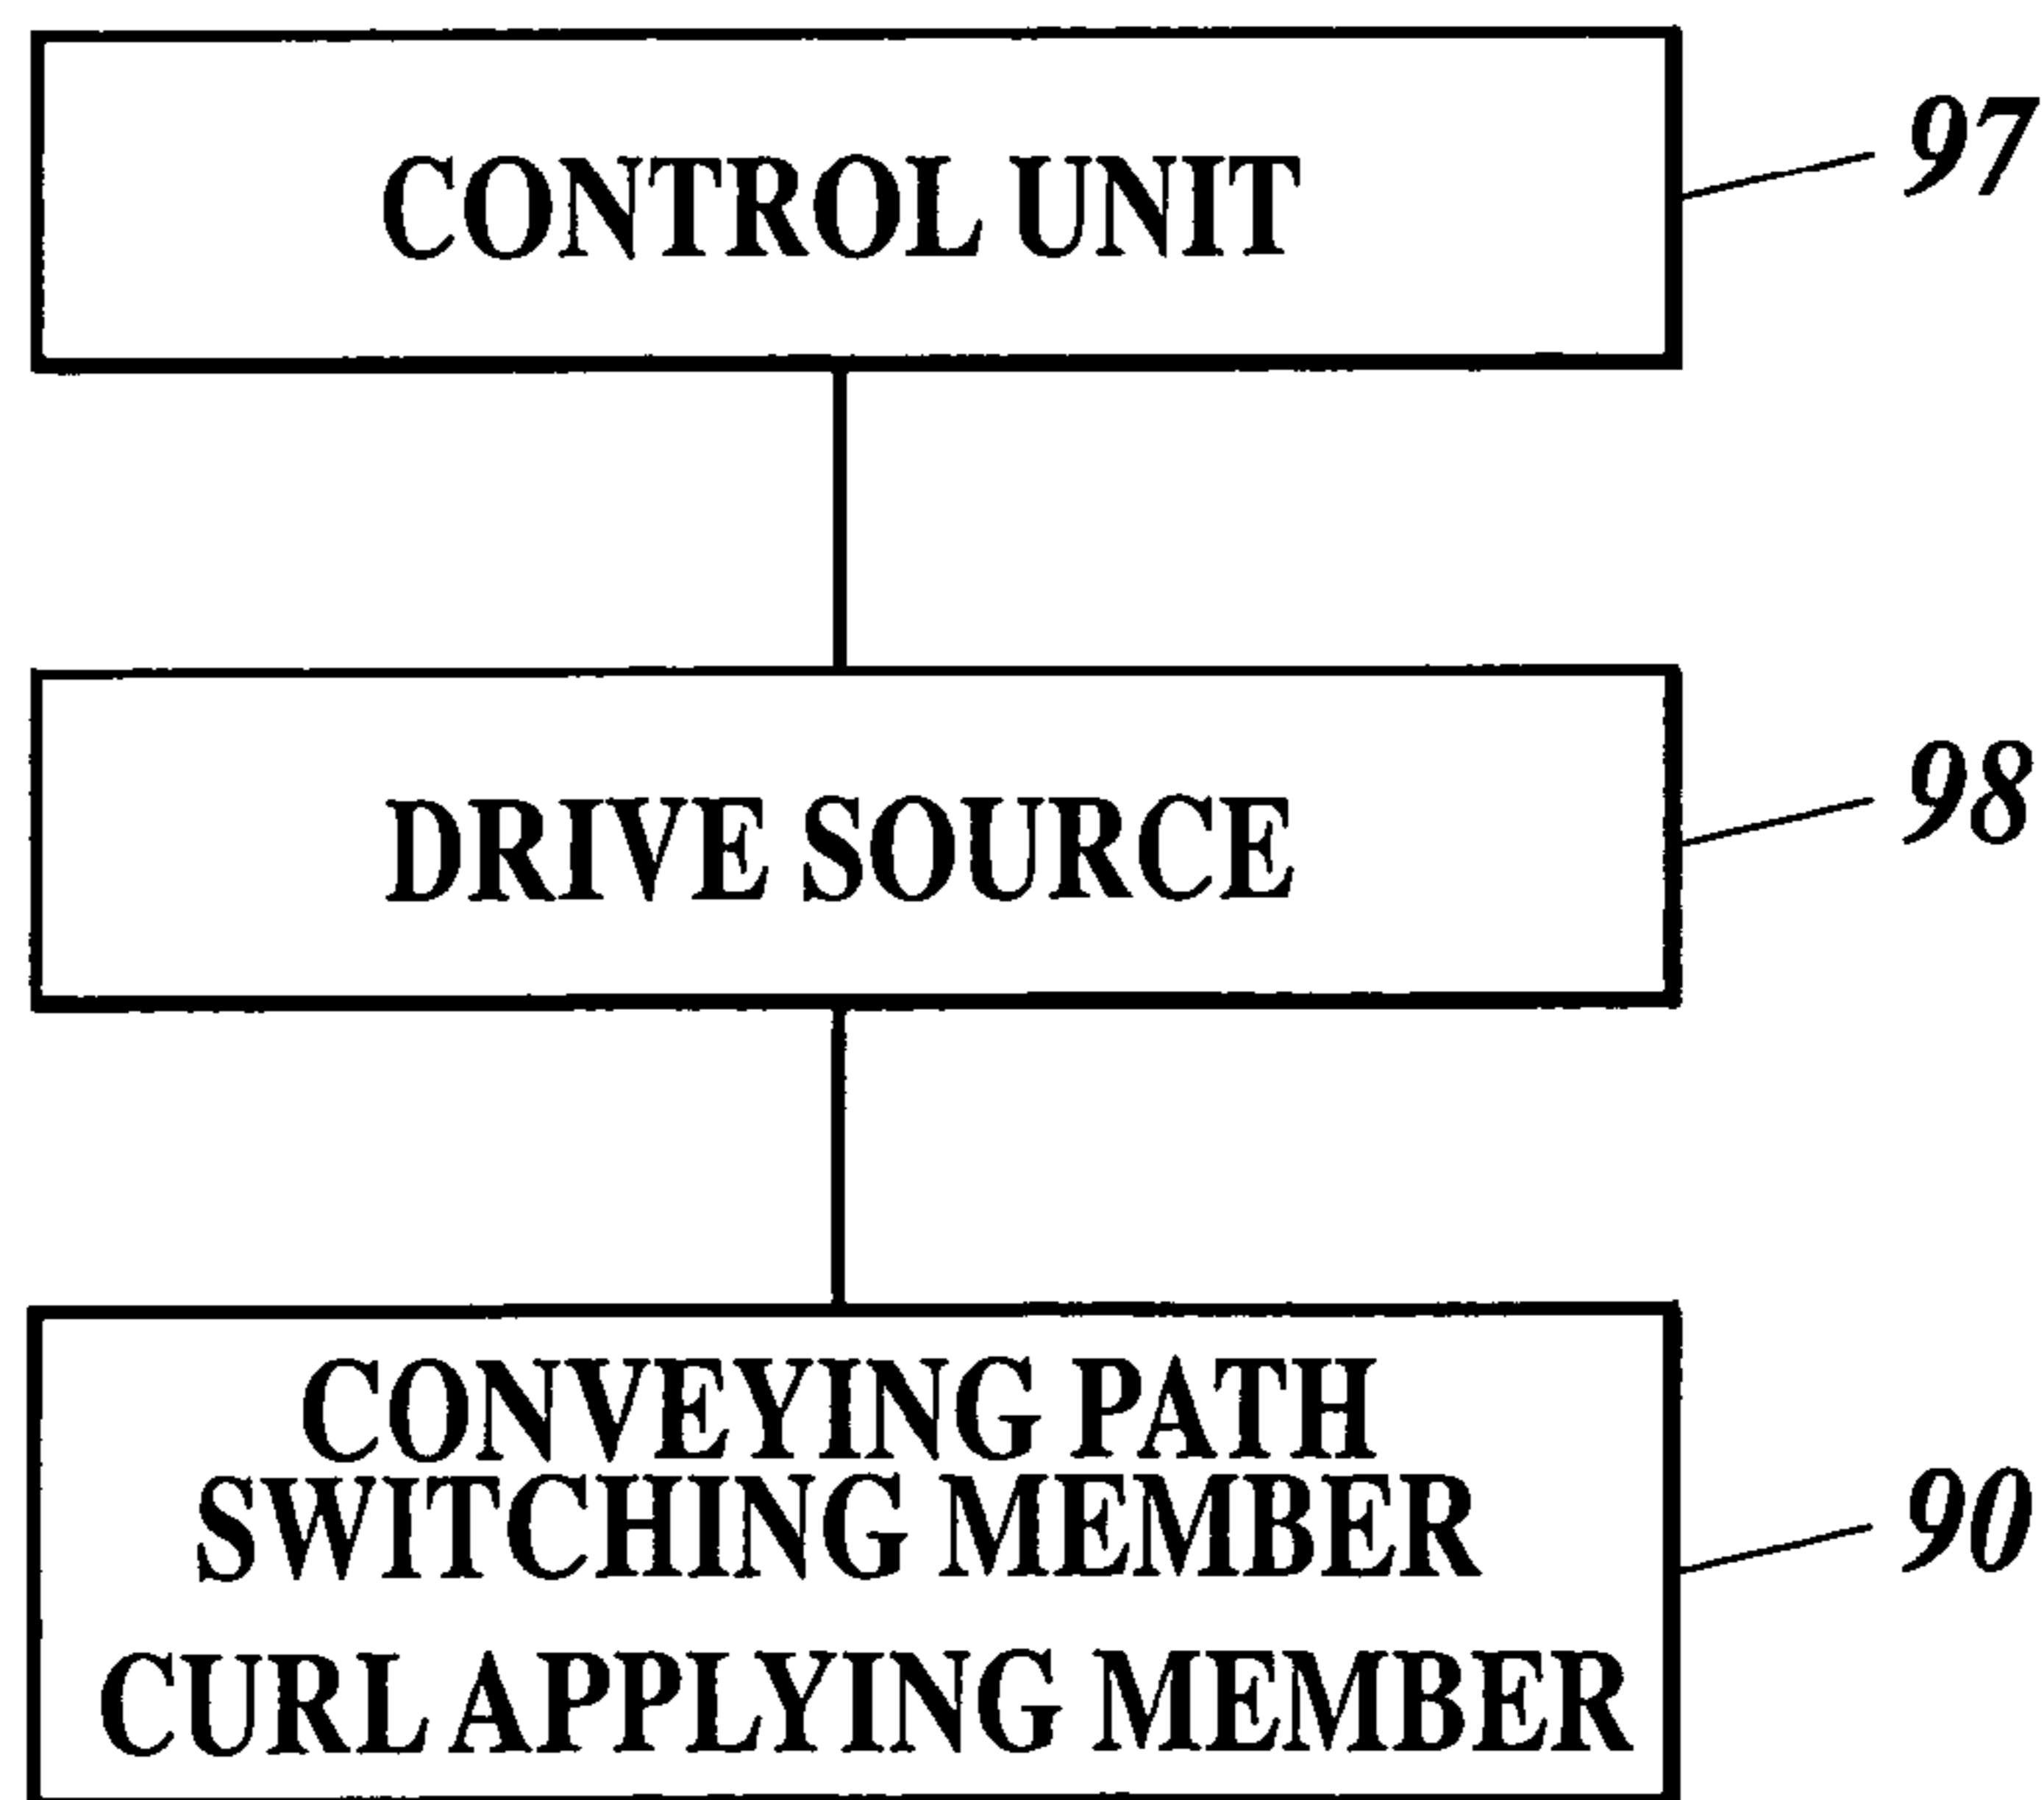 CONTROL UNIT
97
DRIVE SOURCE
98
CONVEYING PATH
SWITCHING MEMBER
90
CURL APPLYING MEMBER